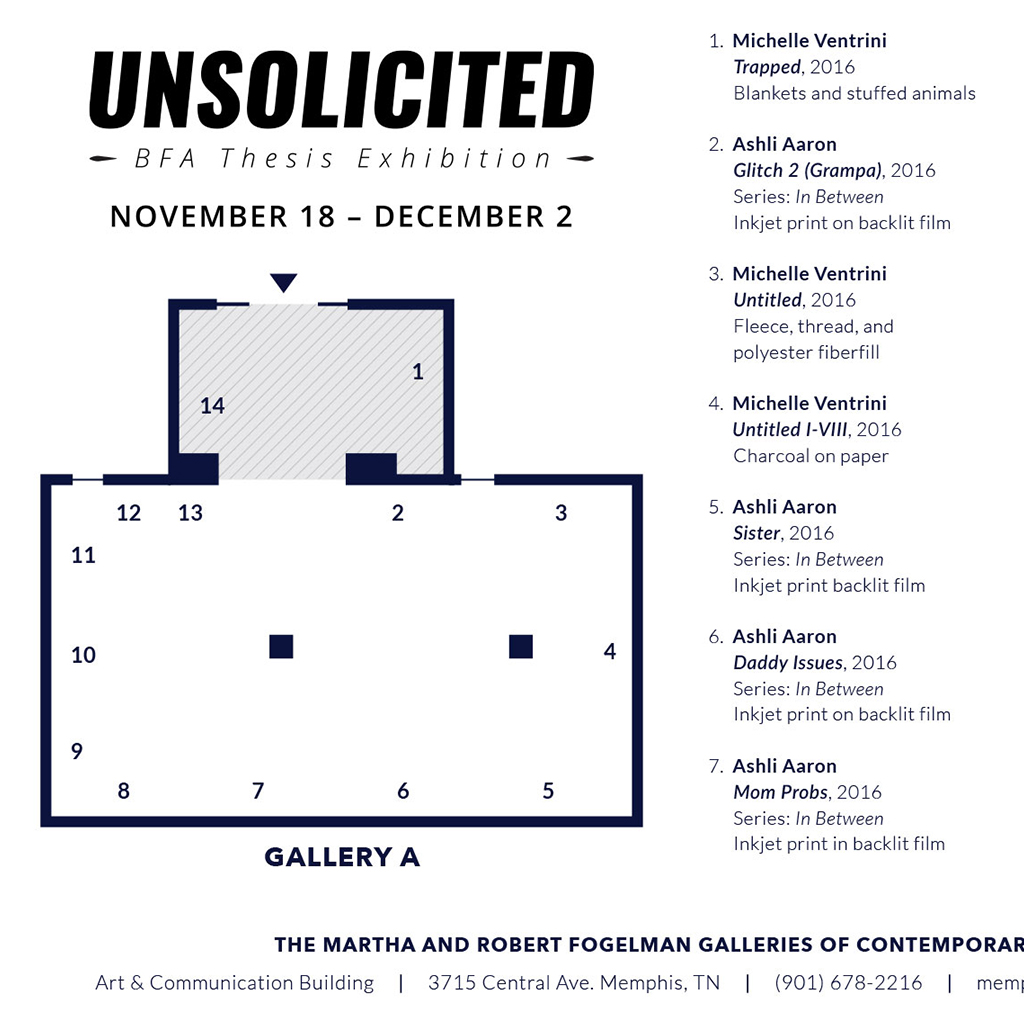 UNSOLICITED
BFA Thesis Exhibition
NOVEMBER 18 – DECEMBER 2
1
14
12 13 2 3
11
10 4
9
8 7 6 5
GALLERY A
1. Michelle Ventrini
Trapped, 2016
Blankets and stuffed animals
2. Ashli Aaron
Glitch 2 (Grampa), 2016
Series: In Between
Inkjet print on backlit film
3. Michelle Ventrini
Untitled, 2016
Fleece, thread, and
polyester fiberfill
4. Michelle Ventrini
Untitled I-VIII, 2016
Charcoal on paper
5. Ashli Aaron
Sister, 2016
Series: In Between
Inkjet print backlit film
6. Ashli Aaron
Daddy Issues, 2016
Series: In Between
Inkjet print on backlit film
7. Ashli Aaron
Mom Probs, 2016
Series: In Between
Inkjet print in backlit film
THE MARTHA AND ROBERT FOGELMAN GALLERIES OF CONTEMPORAR
Art & Communication Building | 3715 Central Ave. Memphis, TN | (901) 678-2216 | memp